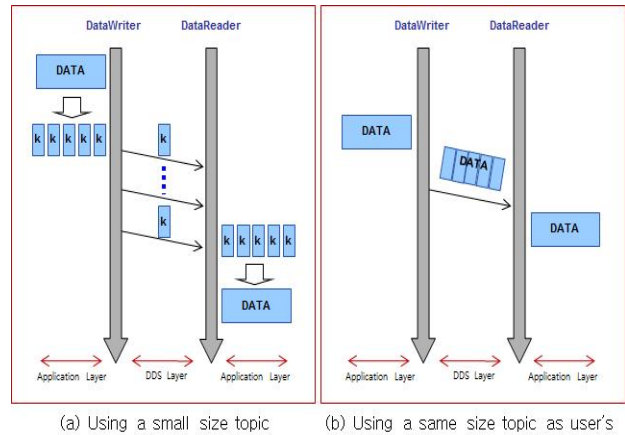 DataWriter DataReader
DATA
k k k k k
k
k
k k k k k
DATA
Application Layer DDS Layer Application Layer
(a) Using a small size topic
DataWriter DataReader
DATA
DATA
DATA
Application Layer DDS Layer Application Layer
(b) Using a same size topic as user's